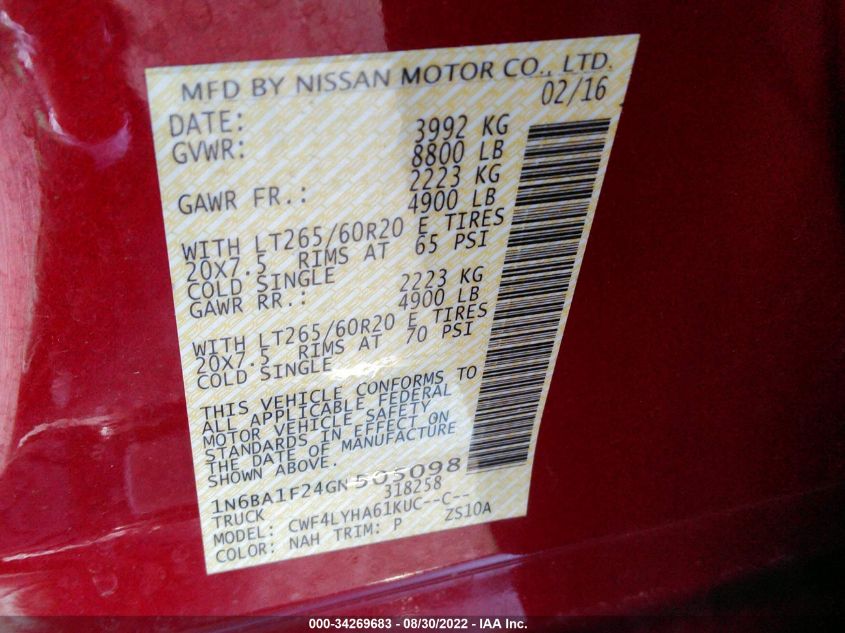 MFD BY NISSAN MOTOR CO., LTD.
DATE: 02/16
GVWR: 3992 KG
8800 LB
GAWR FR.: 2223 KG
4900 LB
WITH LT265/60R20 E TIRES
20X7.5 RIMS AT 65 PSI
COLD SINGLE
GAWR RR.: 2223 KG
4900 LB
WITH LT265/60R20 E TIRES
20X7.5 RIMS AT 70 PSI
COLD SINGLE
THIS VEHICLE CONFORMS TO
ALL APPLICABLE FEDERAL
MOTOR VEHICLE SAFETY
STANDARDS IN EFFECT ON
THE DATE OF MANUFACTURE
SHOWN ABOVE.
1N6BA1F24GN505098
TRUCK 318258
MODEL: CWF4LYHA61KUC--C--
COLOR: NAH TRIM: P ZS10A
000-34269683 - 08/30/2022 - IAA Inc.